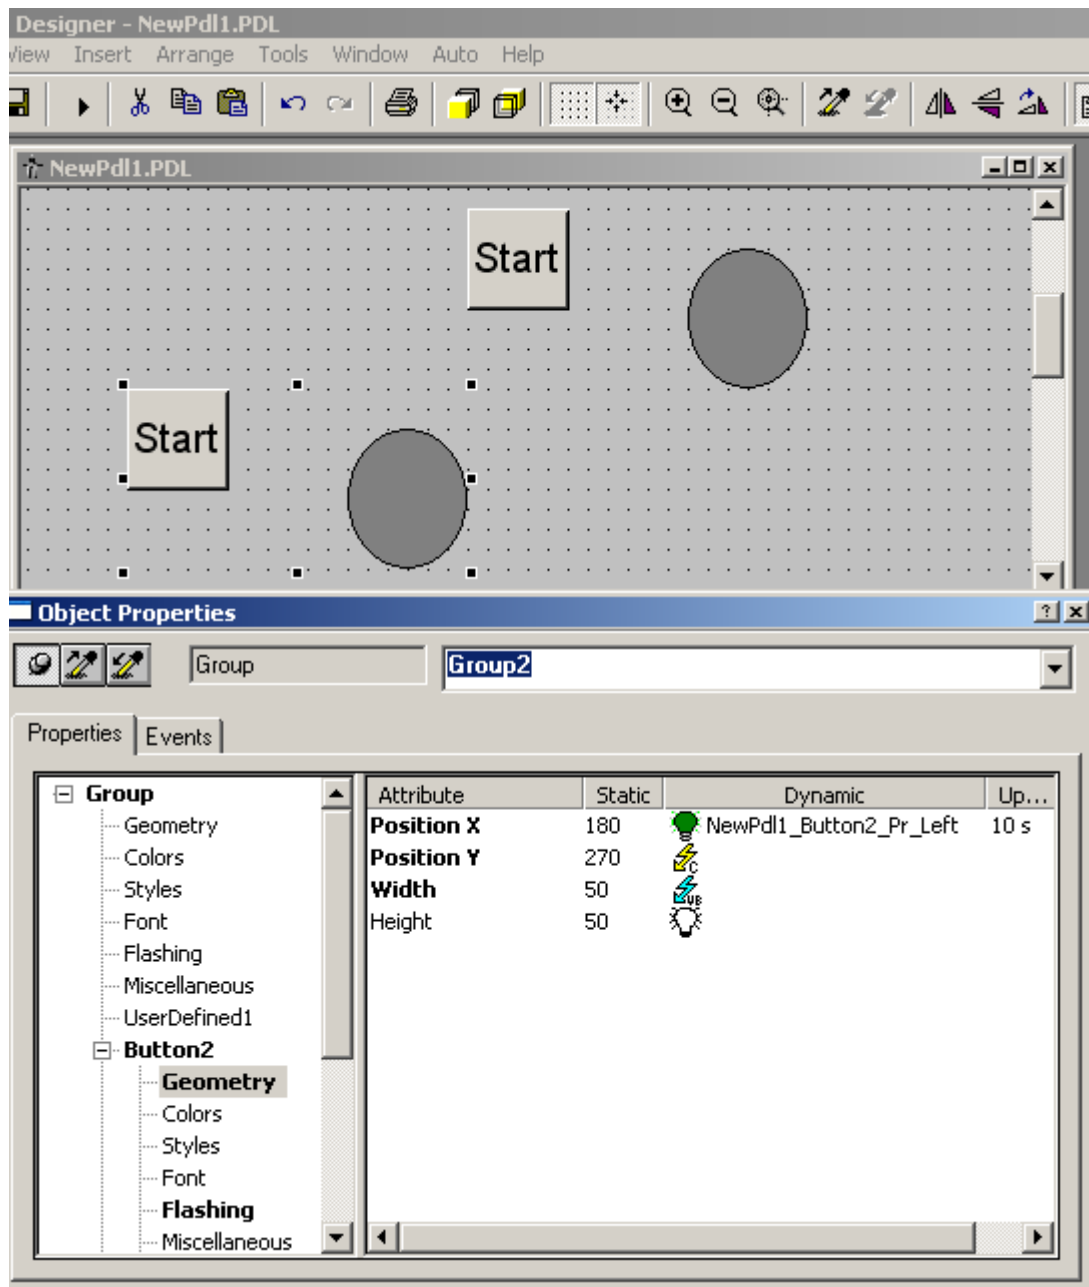 Designer - NewPdl1.PDL
View Insert Arrange Tools Window Auto Help
NewPdl1.PDL
Start
Start
Object Properties
Group Group2
Properties Events
Group
Geometry
Colors
Styles
Font
Flashing
Miscellaneous
UserDefined1
Button2
Geometry
Colors
Styles
Font
Flashing
Miscellaneous
Attribute Static Dynamic Up...
Position X 180 NewPdl1_Button2_Pr_Left 10 s
Position Y 270 C
Width 50 VB
Height 50